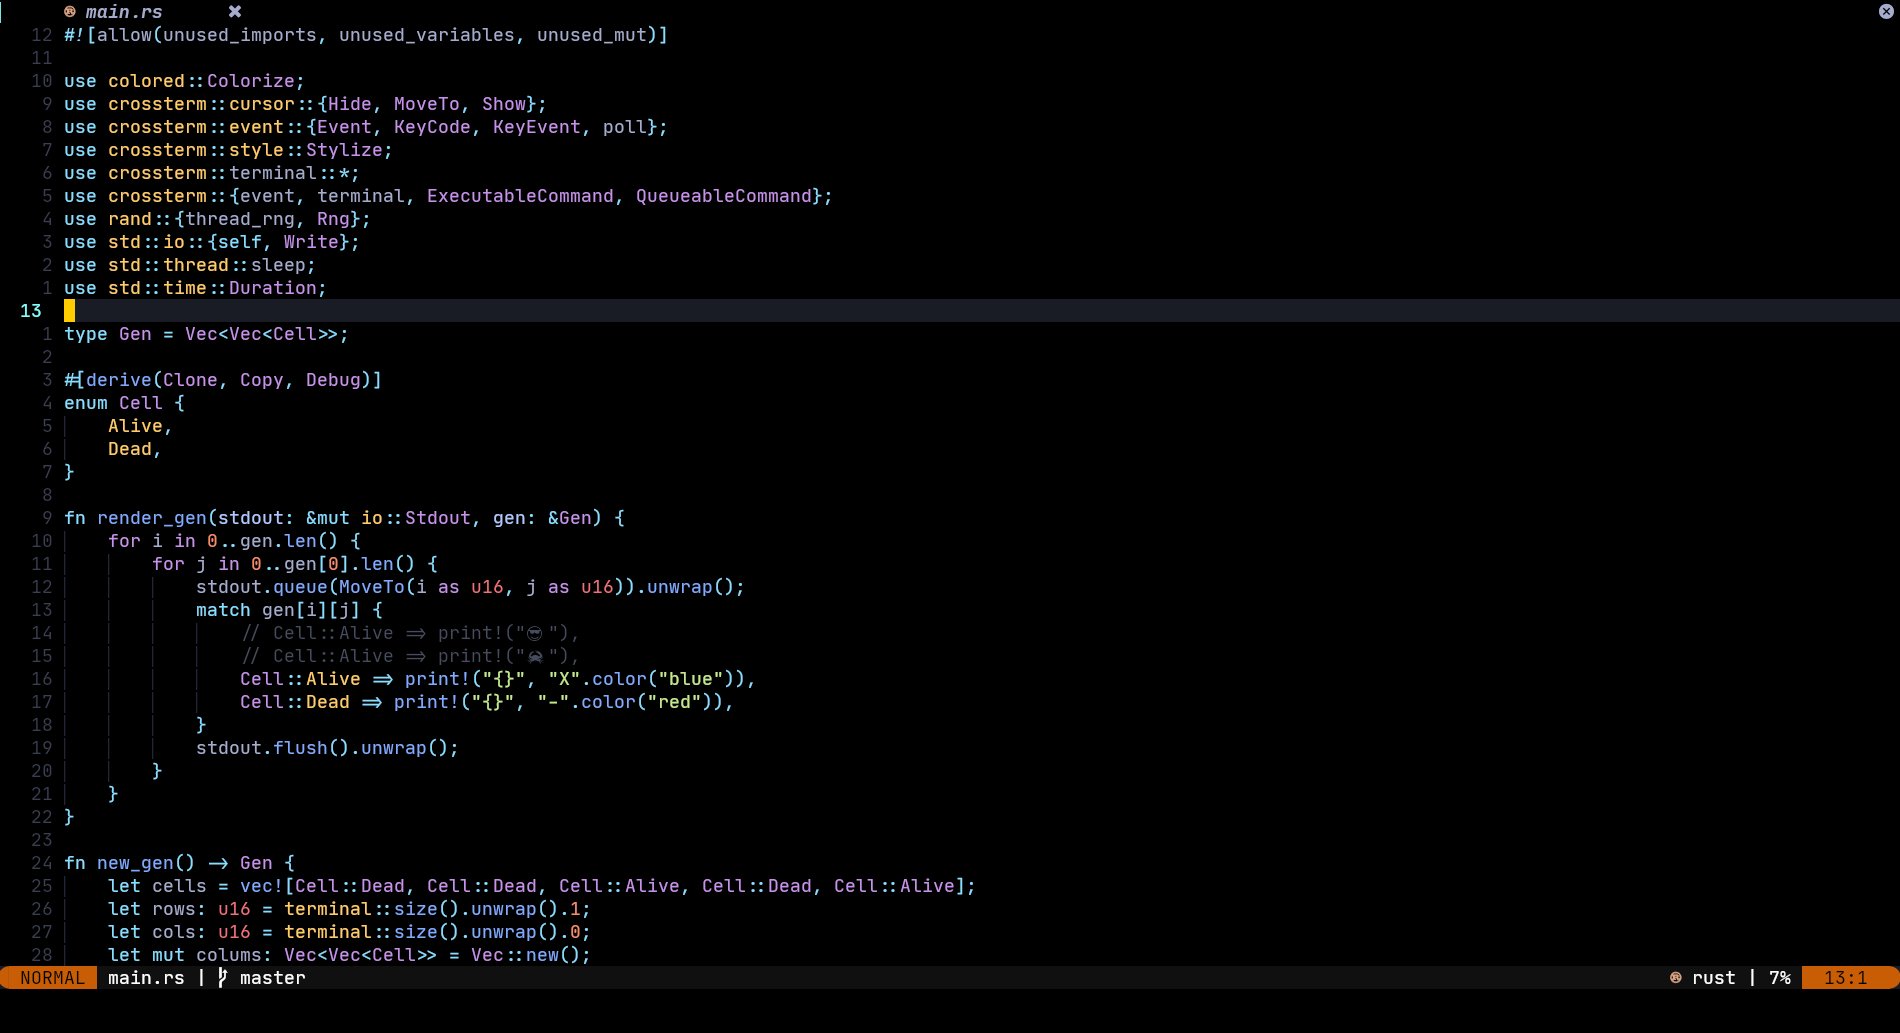 main.rs ✖
12 #![allow(unused_imports, unused_variables, unused_mut)]
11
10 use colored::Colorize;
9 use crossterm::cursor::{Hide, MoveTo, Show};
8 use crossterm::event::{Event, KeyCode, KeyEvent, poll};
7 use crossterm::style::Stylize;
6 use crossterm::terminal::*;
5 use crossterm::{event, terminal, ExecutableCommand, QueueableCommand};
4 use rand::{thread_rng, Rng};
3 use std::io::{self, Write};
2 use std::thread::sleep;
1 use std::time::Duration;
13
1 type Gen = Vec<Vec<Cell>>;
2
3 #[derive(Clone, Copy, Debug)]
4 enum Cell {
5     Alive,
6     Dead,
7 }
8
9 fn render_gen(stdout: &mut io::Stdout, gen: &Gen) {
10     for i in 0..gen.len() {
11         for j in 0..gen[0].len() {
12             stdout.queue(MoveTo(i as u16, j as u16)).unwrap();
13             match gen[i][j] {
14                 // Cell::Alive => print!("😎"),
15                 // Cell::Alive => print!("🦀"),
16                 Cell::Alive => print!("{}", "X".color("blue")),
17                 Cell::Dead => print!("{}", "-".color("red")),
18             }
19             stdout.flush().unwrap();
20         }
21     }
22 }
23
24 fn new_gen() -> Gen {
25     let cells = vec![Cell::Dead, Cell::Dead, Cell::Alive, Cell::Dead, Cell::Alive];
26     let rows: u16 = terminal::size().unwrap().1;
27     let cols: u16 = terminal::size().unwrap().0;
28     let mut colums: Vec<Vec<Cell>> = Vec::new();
NORMAL main.rs | master rust | 7% 13:1